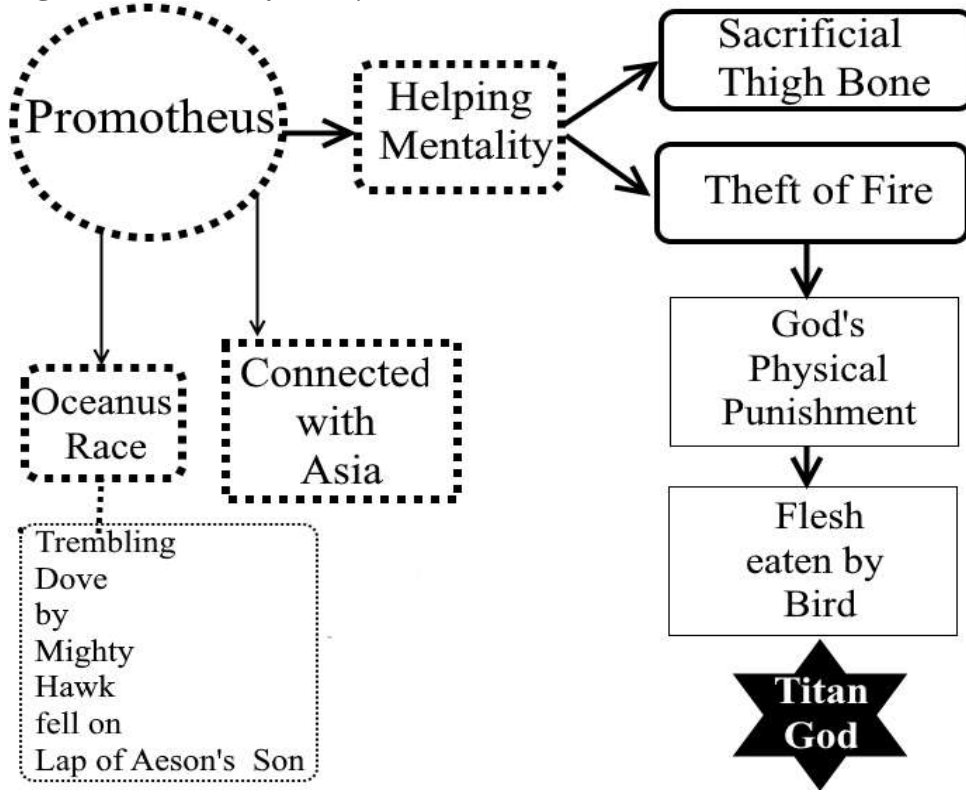 Promotheus
Helping
Mentality
Sacrificial
Thigh Bone
Theft of Fire
God's
Physical
Punishment
Flesh
eaten by
Bird
Titan
God
Connected
with
Asia
Oceanus
Race
Trembling
Dove
by
Mighty
Hawk
fell on
Lap of Aeson's Son